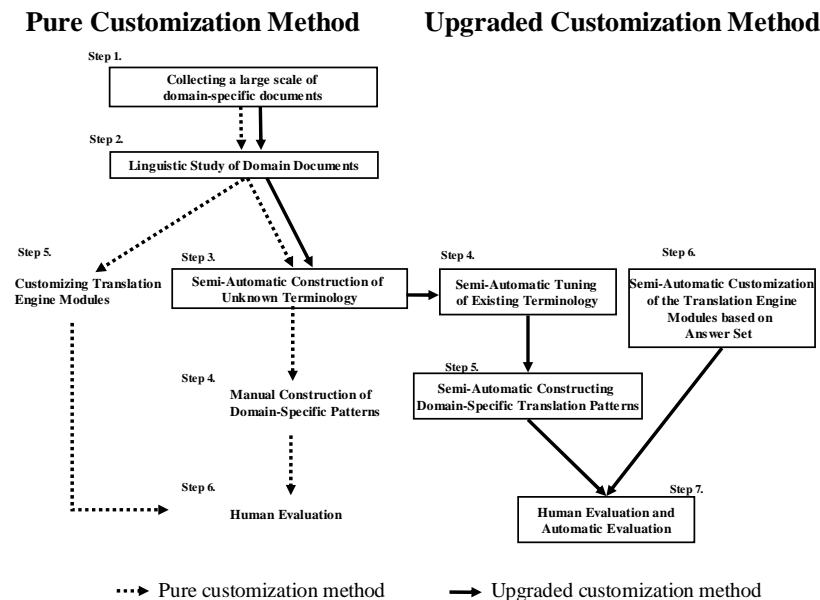 Pure Customization Method
Upgraded Customization Method
Step 1.
Collecting a large scale of
domain-specific documents
Step 2.
Linguistic Study of Domain Documents
Step 5.
Customizing Translation
Engine Modules
Step 3.
Semi-Automatic Construction of
Unknown Terminology
Step 4.
Semi-Automatic Tuning
of Existing Terminology
Step 6.
Semi-Automatic Customization
of the Translation Engine
Modules based on
Answer Set
Step 4.
Manual Construction of
Domain-Specific Patterns
Step 5.
Semi-Automatic Constructing
Domain-Specific Translation Patterns
Step 6.
Human Evaluation
Step 7.
Human Evaluation and
Automatic Evaluation
Pure customization method
Upgraded customization method